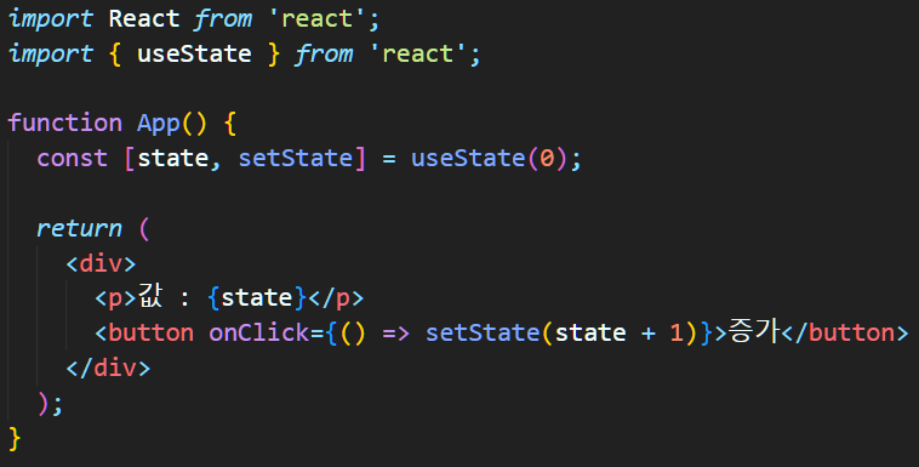 import React from 'react';
import { useState } from 'react';
function App() {
const [state, setState] = useState(0);
return (
<div>
<p>값 : {state}</p>
<button onClick={() => setState(state + 1)}>증가</button>
</div>
);
}